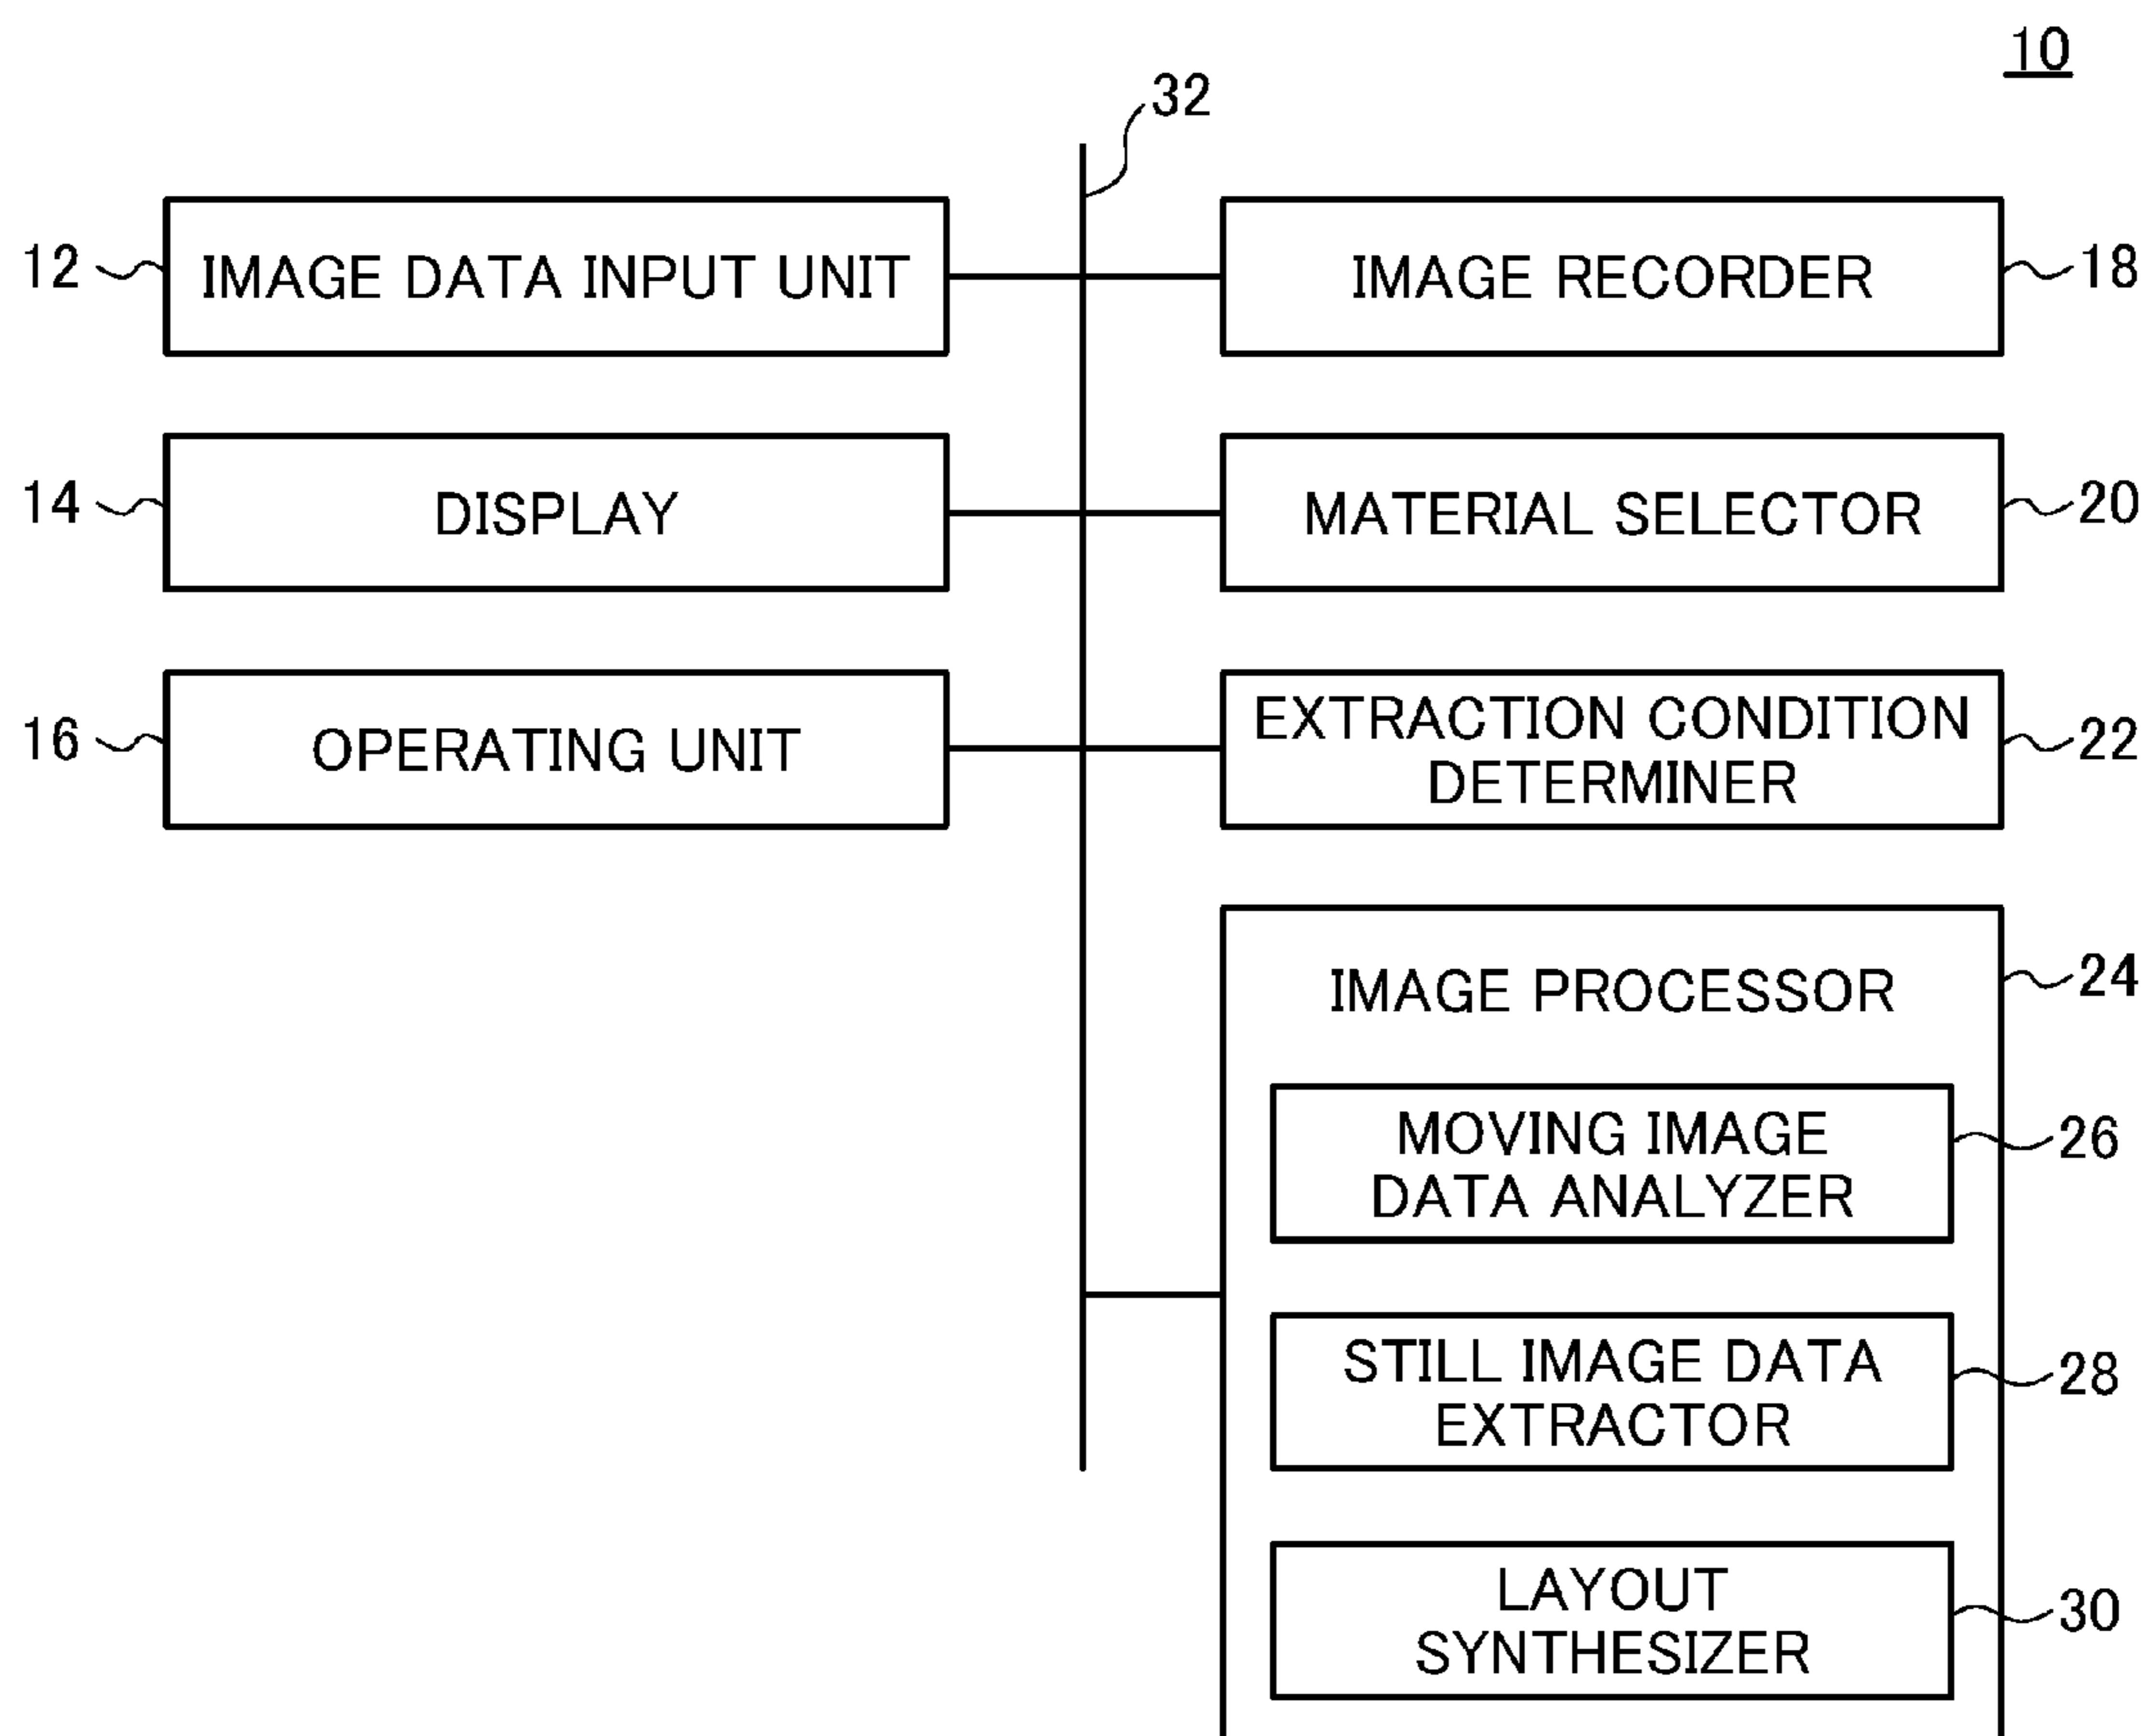 10
32
12
IMAGE DATA INPUT UNIT
IMAGE RECORDER
18
14
DISPLAY
MATERIAL SELECTOR
20
16
OPERATING UNIT
EXTRACTION CONDITION
DETERMINER
22
IMAGE PROCESSOR
24
MOVING IMAGE
DATA ANALYZER
26
STILL IMAGE DATA
EXTRACTOR
28
LAYOUT
SYNTHESIZER
30